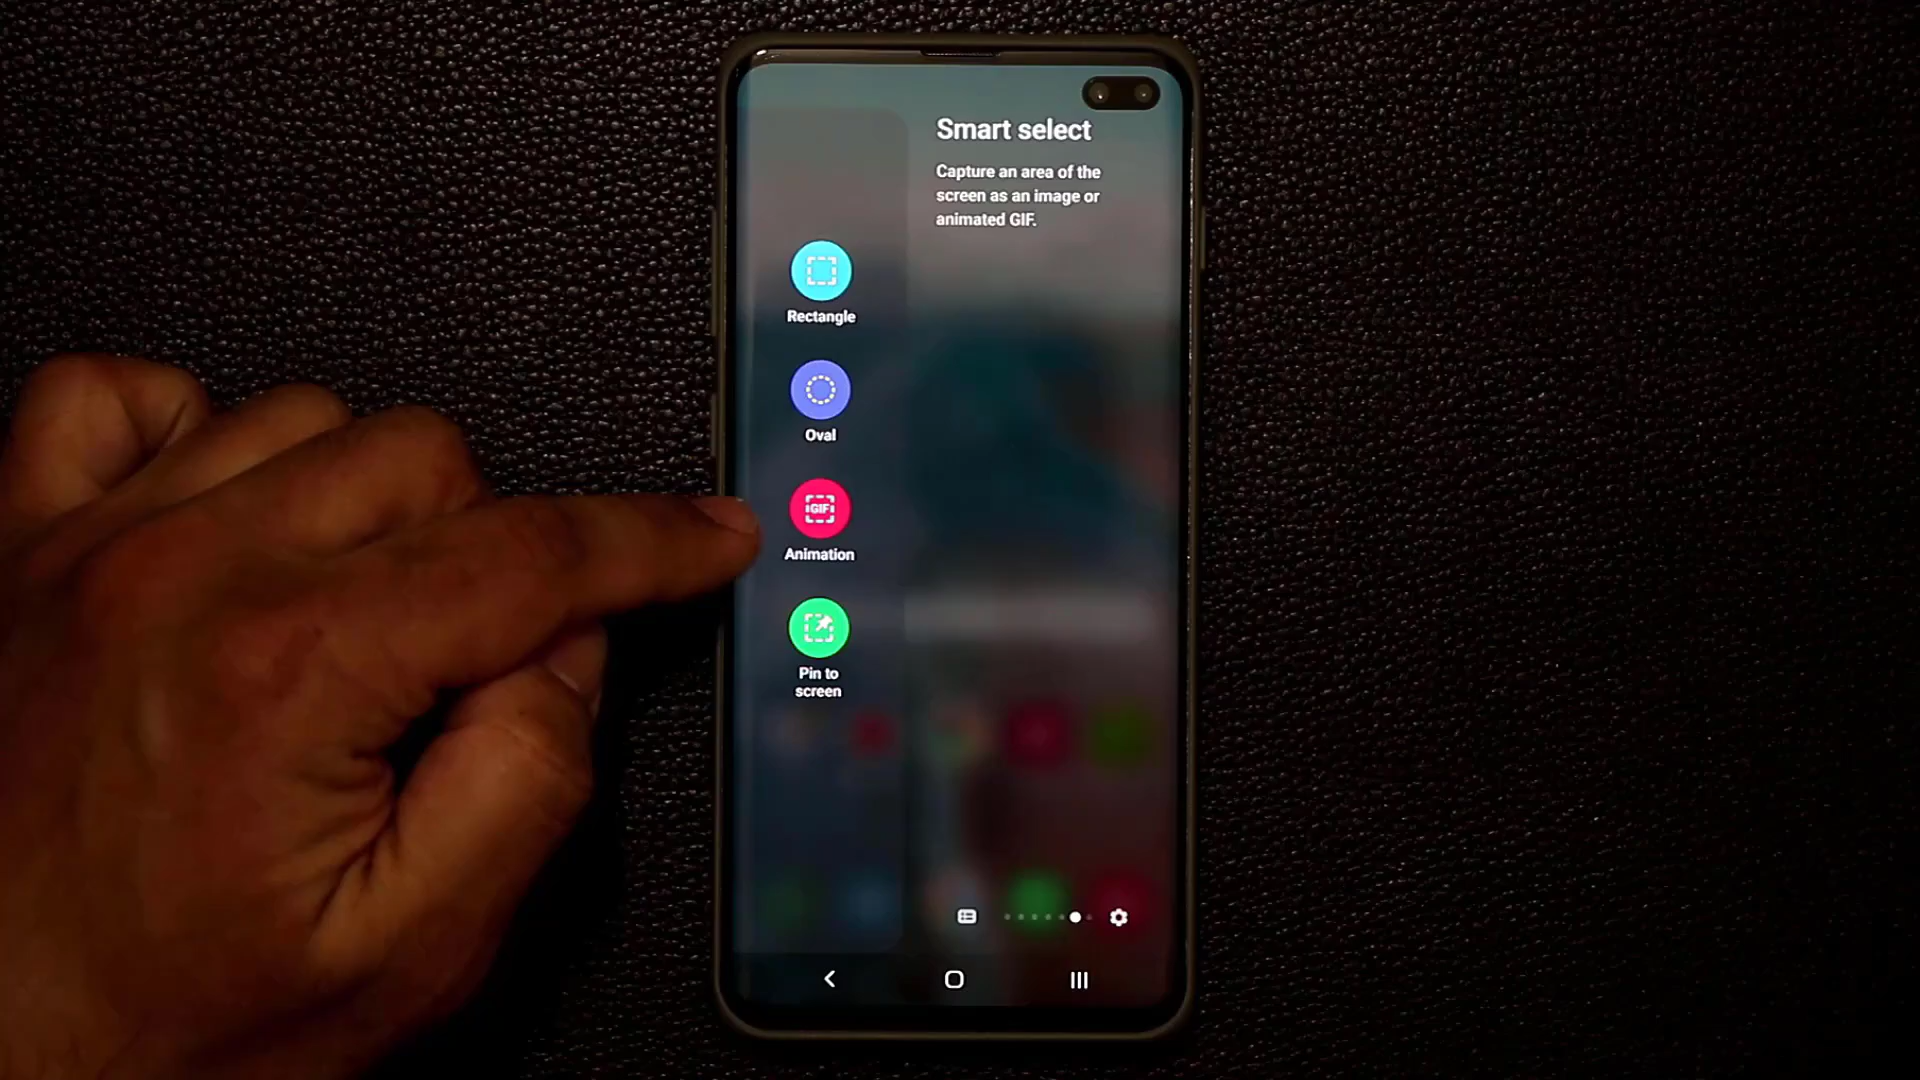 Smart select
Capture an area of the
screen as an image or
animated GIF.
Rectangle
Oval
GIF
Animation
Pin to
screen